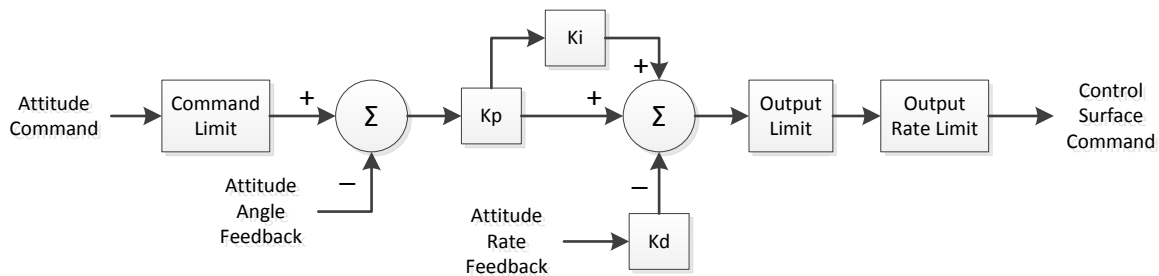 Attitude
Command
Command
Limit
+
Σ
−
Attitude
Angle
Feedback
Kp
Ki
+
+
Σ
−
Attitude
Rate
Feedback
Kd
Output
Limit
Output
Rate Limit
Control
Surface
Command